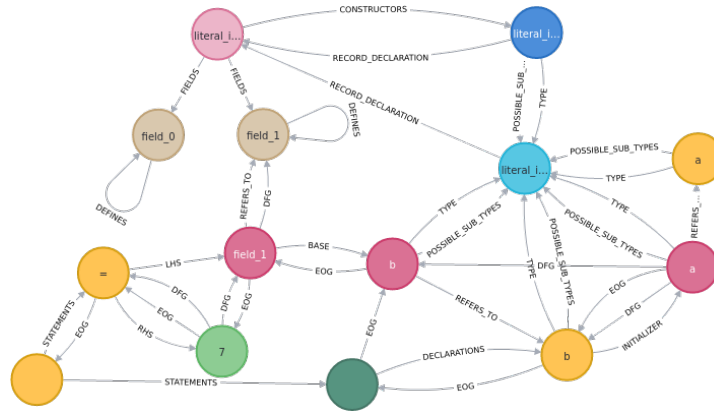 CONSTRUCTORS
literal_i...
literal_i...
RECORD_DECLARATION
FIELDS
FIELDS
RECORD_DECLARATION
POSSIBLE_SUB_...
TYPE
DEFINES
field_0
field_1
POSSIBLE_SUB_TYPES
a
TYPE
literal_i...
REFERS_TO
DFG
DEFINES
TYPE
POSSIBLE_SUB_TYPES
TYPE
POSSIBLE_SUB_TYPES
REFERS_...
field_1
BASE
EOG
b
DFG
a
=
LHS
TYPE
POSSIBLE_SUB_TYPES
DFG
EOG
RHS
DFG
EOG
REFERS_TO
EOG
DFG
STATEMENTS
EOG
7
EOG
DECLARATIONS
b
INITIALIZER
STATEMENTS
EOG